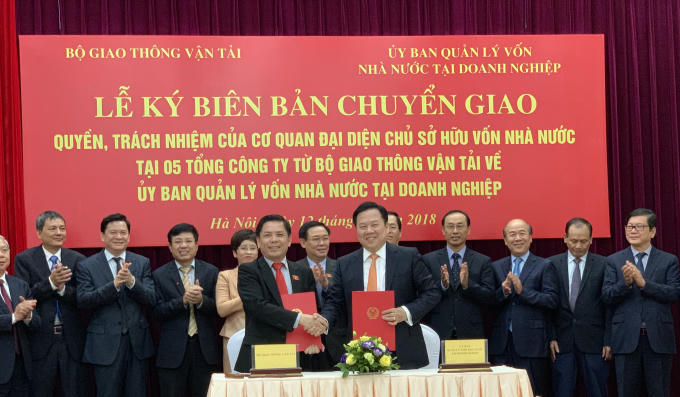 BỘ GIAO THÔNG VẬN TẢI
ỦY BAN QUẢN LÝ VỐN
NHÀ NƯỚC TẠI DOANH NGHIỆP
LỄ KÝ BIÊN BẢN CHUYỂN GIAO
QUYỀN, TRÁCH NHIỆM CỦA CƠ QUAN ĐẠI DIỆN CHỦ SỞ HỮU VỐN NHÀ NƯỚC
TẠI 05 TỔNG CÔNG TY TỪ BỘ GIAO THÔNG VẬN TẢI VỀ
ỦY BAN QUẢN LÝ VỐN NHÀ NƯỚC TẠI DOANH NGHIỆP
Hà Nội 12 thá 2018